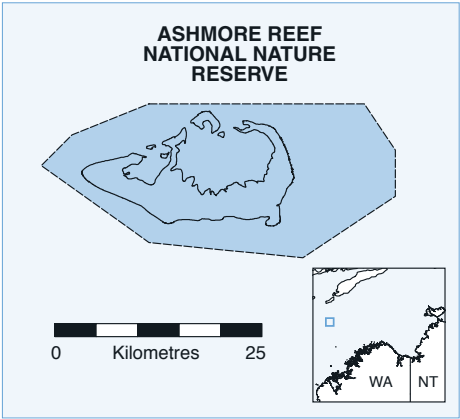 ASHMORE REEF
NATIONAL NATURE
RESERVE
0 Kilometres 25
WA NT